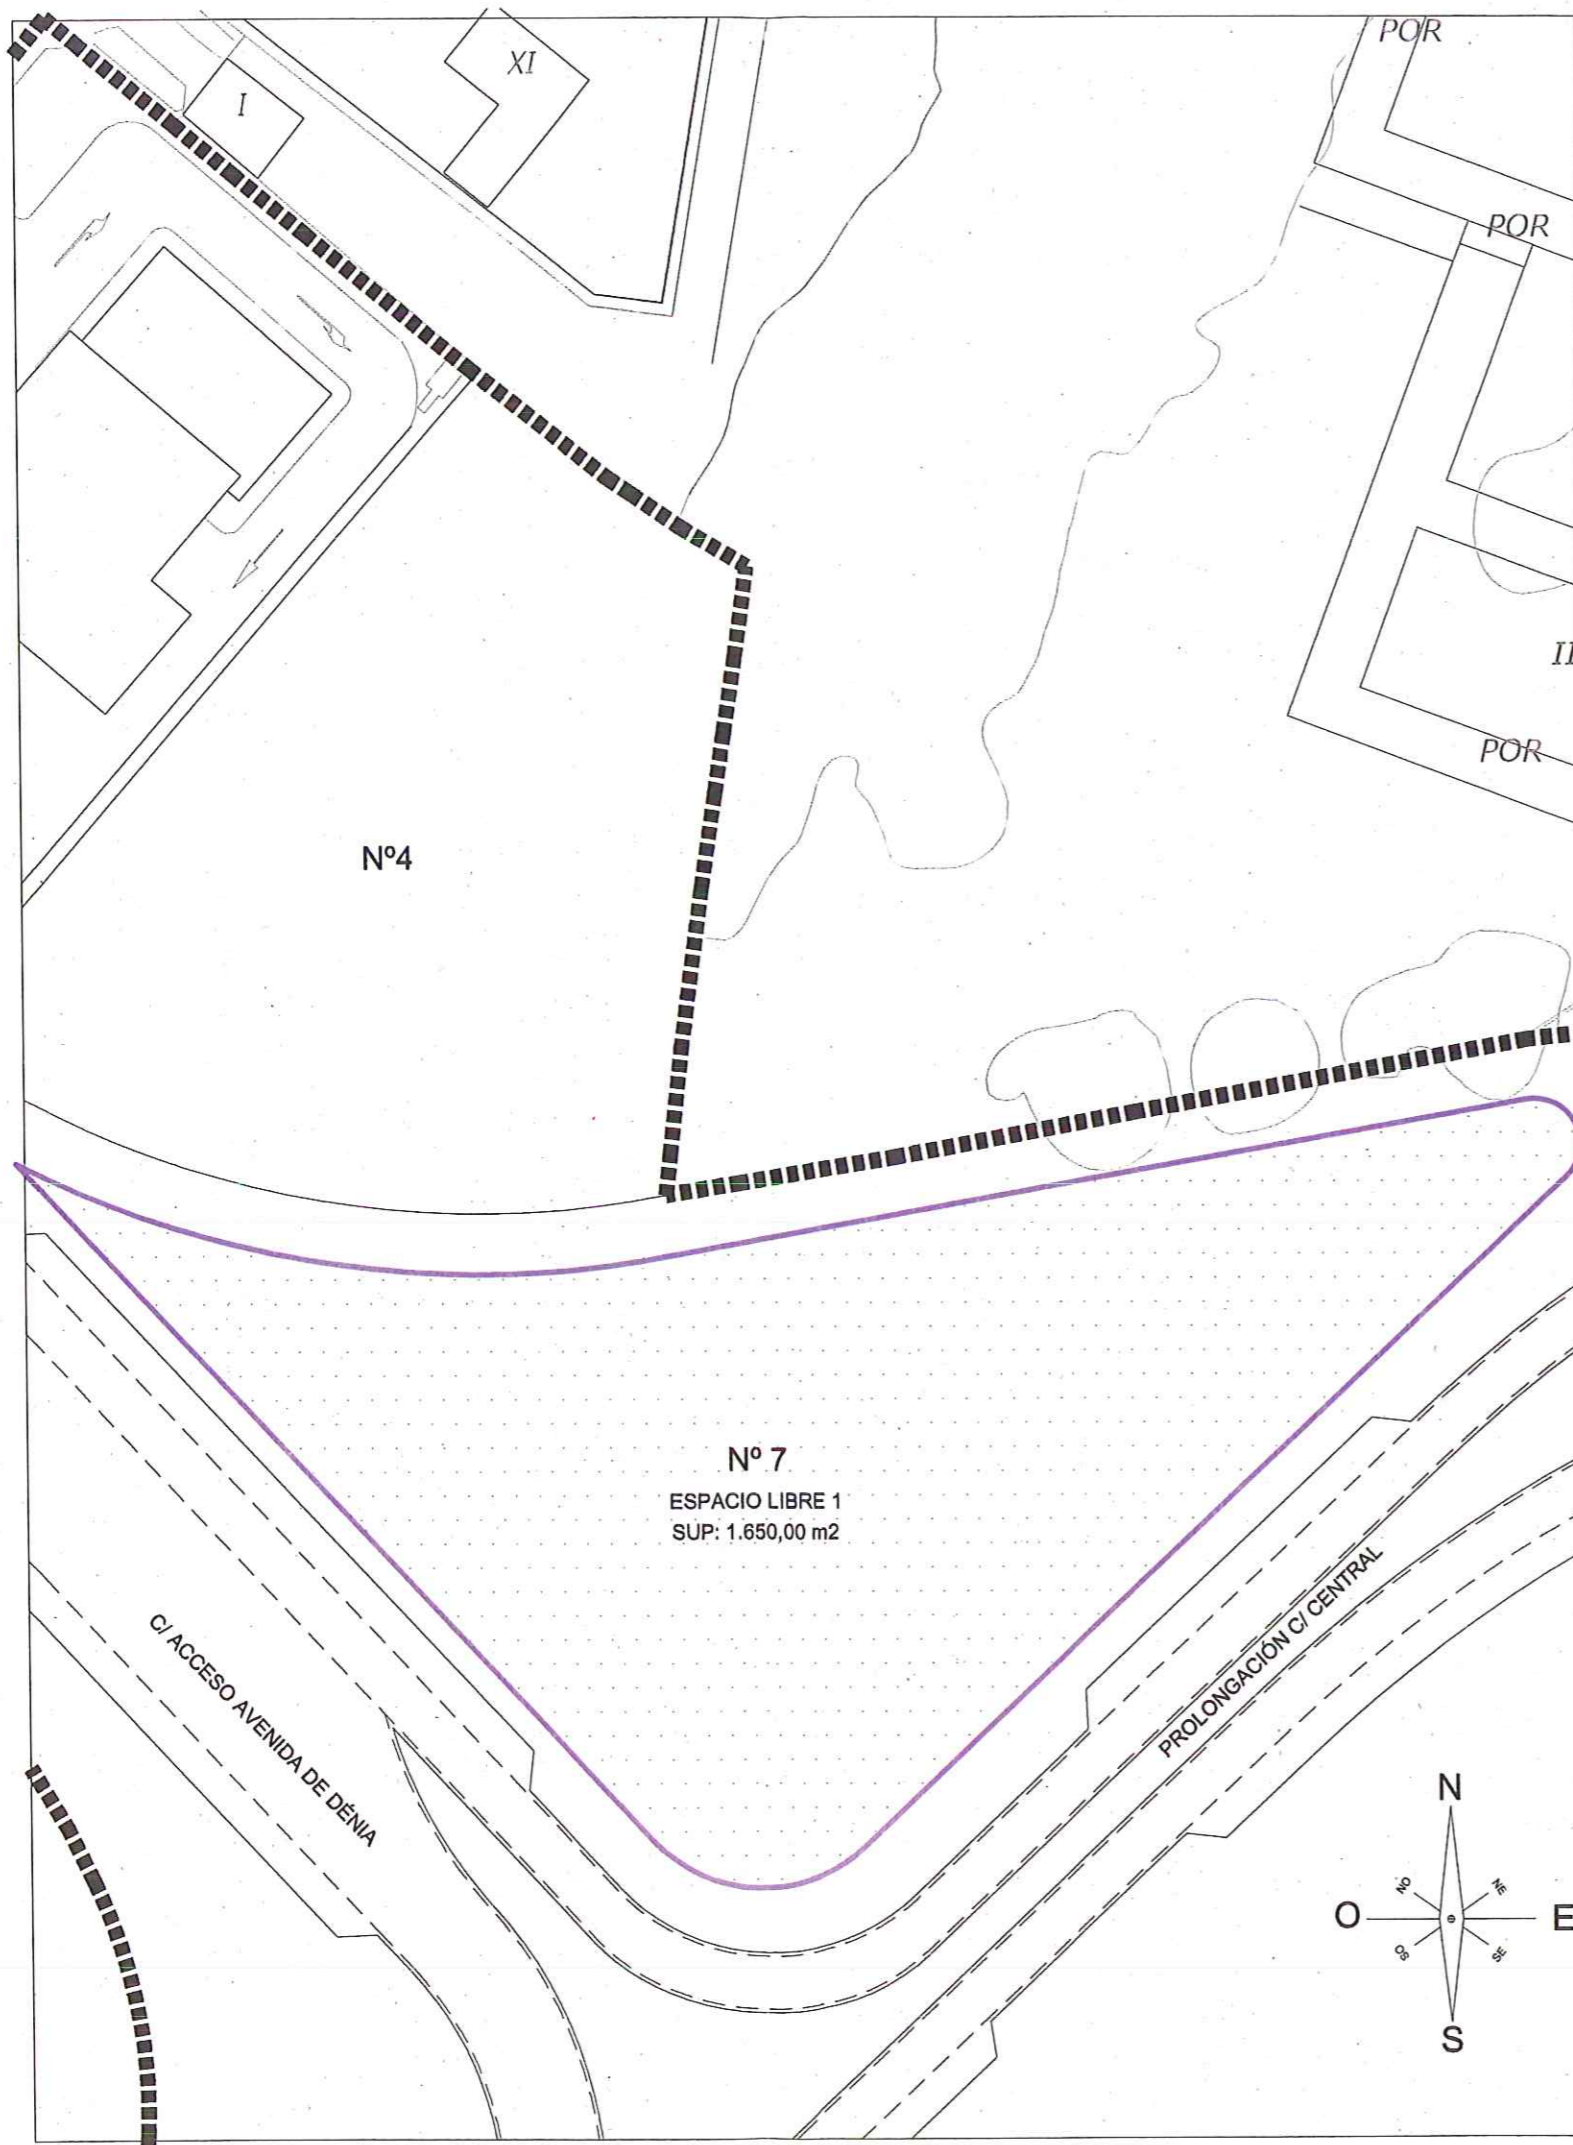 POR
XI
I
POR
II
POR
Nº4
Nº 7
ESPACIO LIBRE 1
SUP: 1.650,00 m2
C/ ACCESO AVENIDA DE DÉNIA
PROLONGACIÓN C/ CENTRAL
N
NO
NE
O
E
SO
SE
S